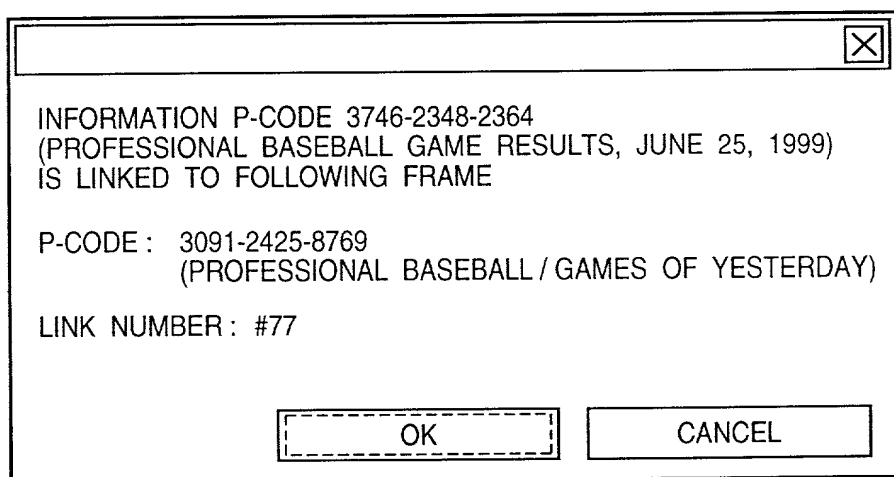 INFORMATION P-CODE 3746-2348-2364
(PROFESSIONAL BASEBALL GAME RESULTS, JUNE 25, 1999)
IS LINKED TO FOLLOWING FRAME
P-CODE : 3091-2425-8769
(PROFESSIONAL BASEBALL / GAMES OF YESTERDAY)
LINK NUMBER : #77
OK CANCEL